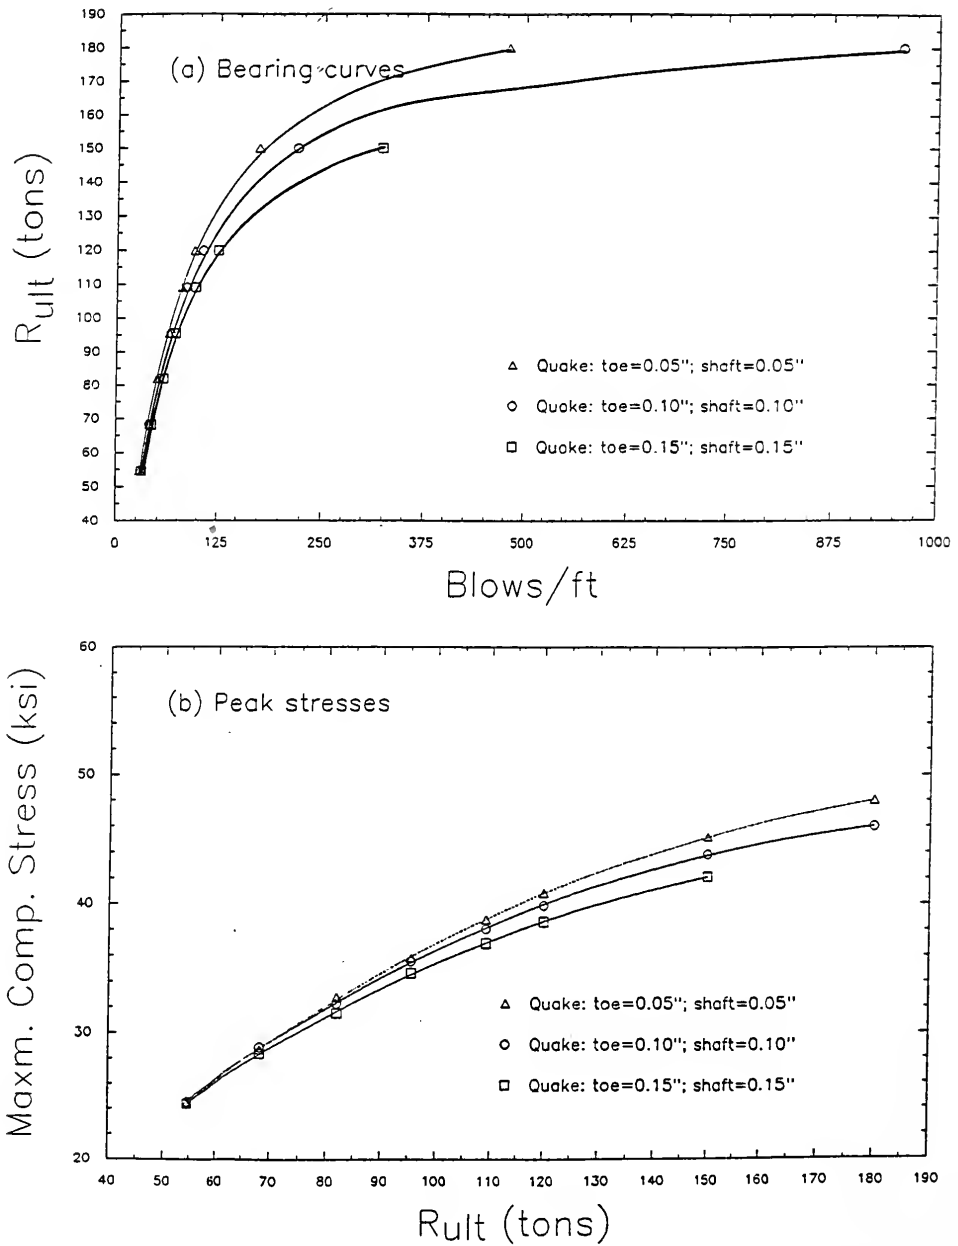 190
180
170
160
150
140
130
120
110
100
90
80
70
60
50
40
(a) Bearing curves
Rult (tons)
△ Quake: toe=0.05"; shaft=0.05"
○ Quake: toe=0.10"; shaft=0.10"
□ Quake: toe=0.15"; shaft=0.15"
0 125 250 375 500 625 750 875 1000
Blows/ft
60
50
40
30
20
(b) Peak stresses
Maxm. Comp. Stress (ksi)
△ Quake: toe=0.05"; shaft=0.05"
○ Quake: toe=0.10"; shaft=0.10"
□ Quake: toe=0.15"; shaft=0.15"
40 50 60 70 80 90 100 110 120 130 140 150 160 170 180 190
Rult (tons)